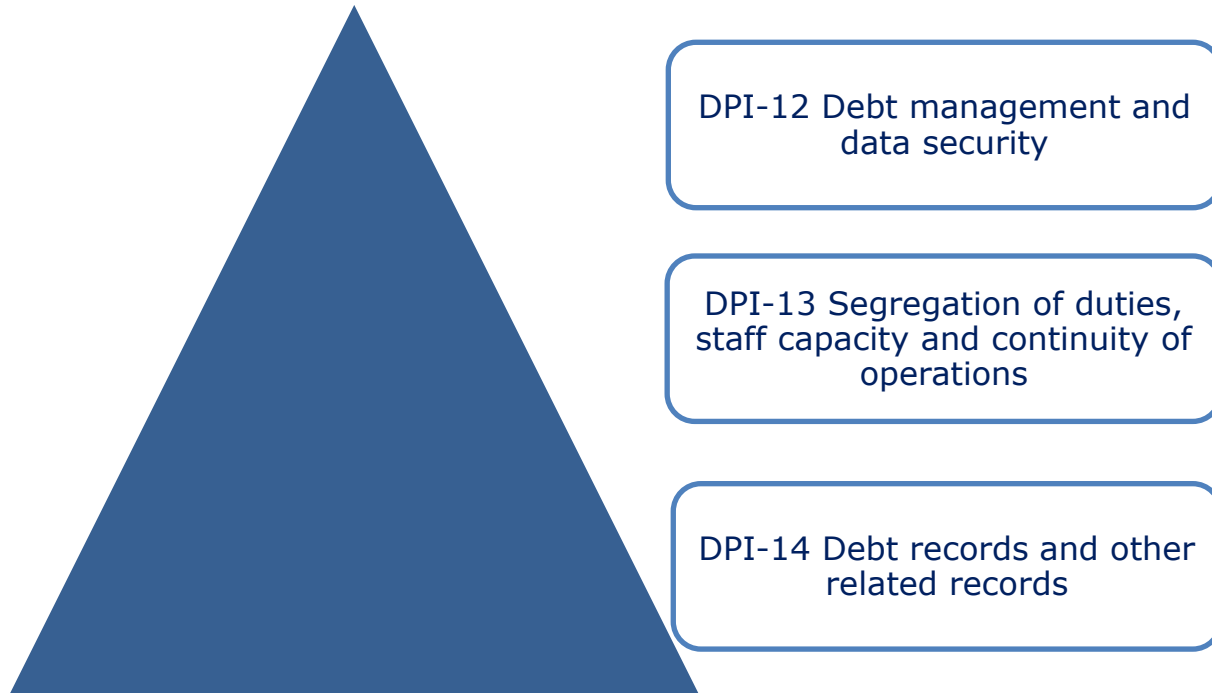 DPI-12 Debt management and
data security
DPI-13 Segregation of duties,
staff capacity and continuity of
operations
DPI-14 Debt records and other
related records